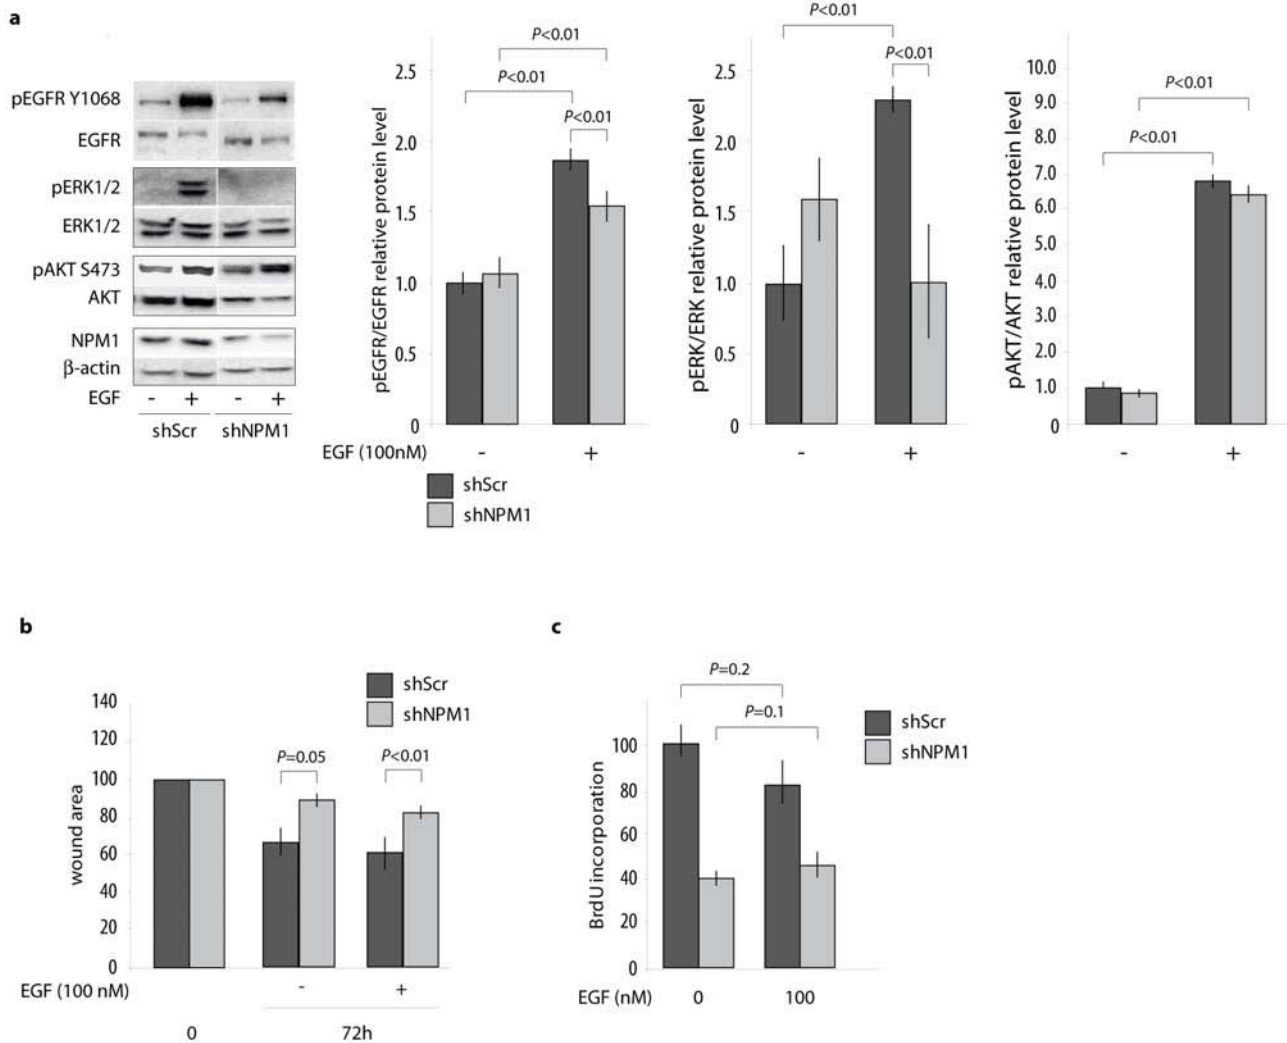 a
pEGFR Y1068
EGFR
pERK1/2
ERK1/2
pAKT S473
AKT
NPM1
β-actin
EGF - + - +
shScr shNPM1
pEGFR/EGFR relative protein level
2.5
2.0
1.5
1.0
0.5
0
P<0.01
P<0.01
P<0.01
EGF (100nM) - +
shScr
shNPM1
pERK/ERK relative protein level
2.5
2.0
1.5
1.0
0.5
0
P<0.01
P<0.01
- +
pAKT/AKT relative protein level
10.0
9.0
8.0
7.0
6.0
5.0
4.0
3.0
2.0
1.0
0
P<0.01
P<0.01
- +
b
shScr
shNPM1
wound area
140
120
100
80
60
40
20
0
P=0.05
P<0.01
EGF (100 nM) - +
0 72h
c
P=0.2
P=0.1
shScr
shNPM1
BrdU incorporation
100
80
60
40
20
0
EGF (nM) 0 100